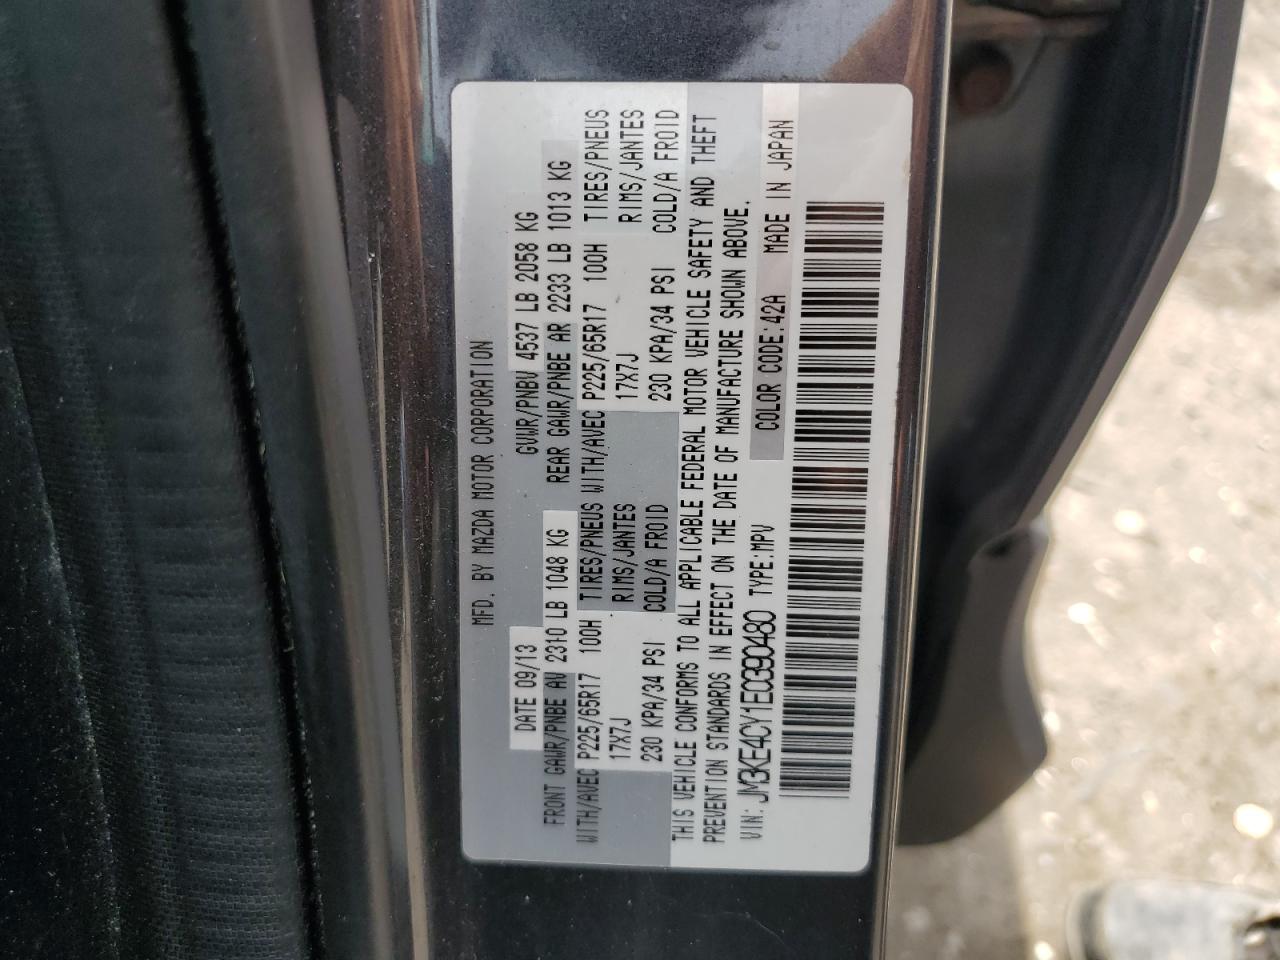 MFD. BY MAZDA MOTOR CORPORATION
DATE 09/13 GVWR/PNBV 4537 LB 2058 KG
FRONT GAWR/PNBE AV 2310 LB 1048 KG REAR GAWR/PNBE AR 2233 LB 1013 KG
WITH/AVEC P225/65R17 100H TIRES/PNEUS WITH/AVEC P225/65R17 100H TIRES/PNEUS
17X7J RIMS/JANTES 17X7J RIMS/JANTES
230 KPA/34 PSI COLD/A FROID 230 KPA/34 PSI COLD/A FROID
THIS VEHICLE CONFORMS TO ALL APPLICABLE FEDERAL MOTOR VEHICLE SAFETY AND THEFT
PREVENTION STANDARDS IN EFFECT ON THE DATE OF MANUFACTURE SHOWN ABOVE.
VIN: JM3KE4CY1E0390480 TYPE:MPV COLOR CODE:42A MADE IN JAPAN